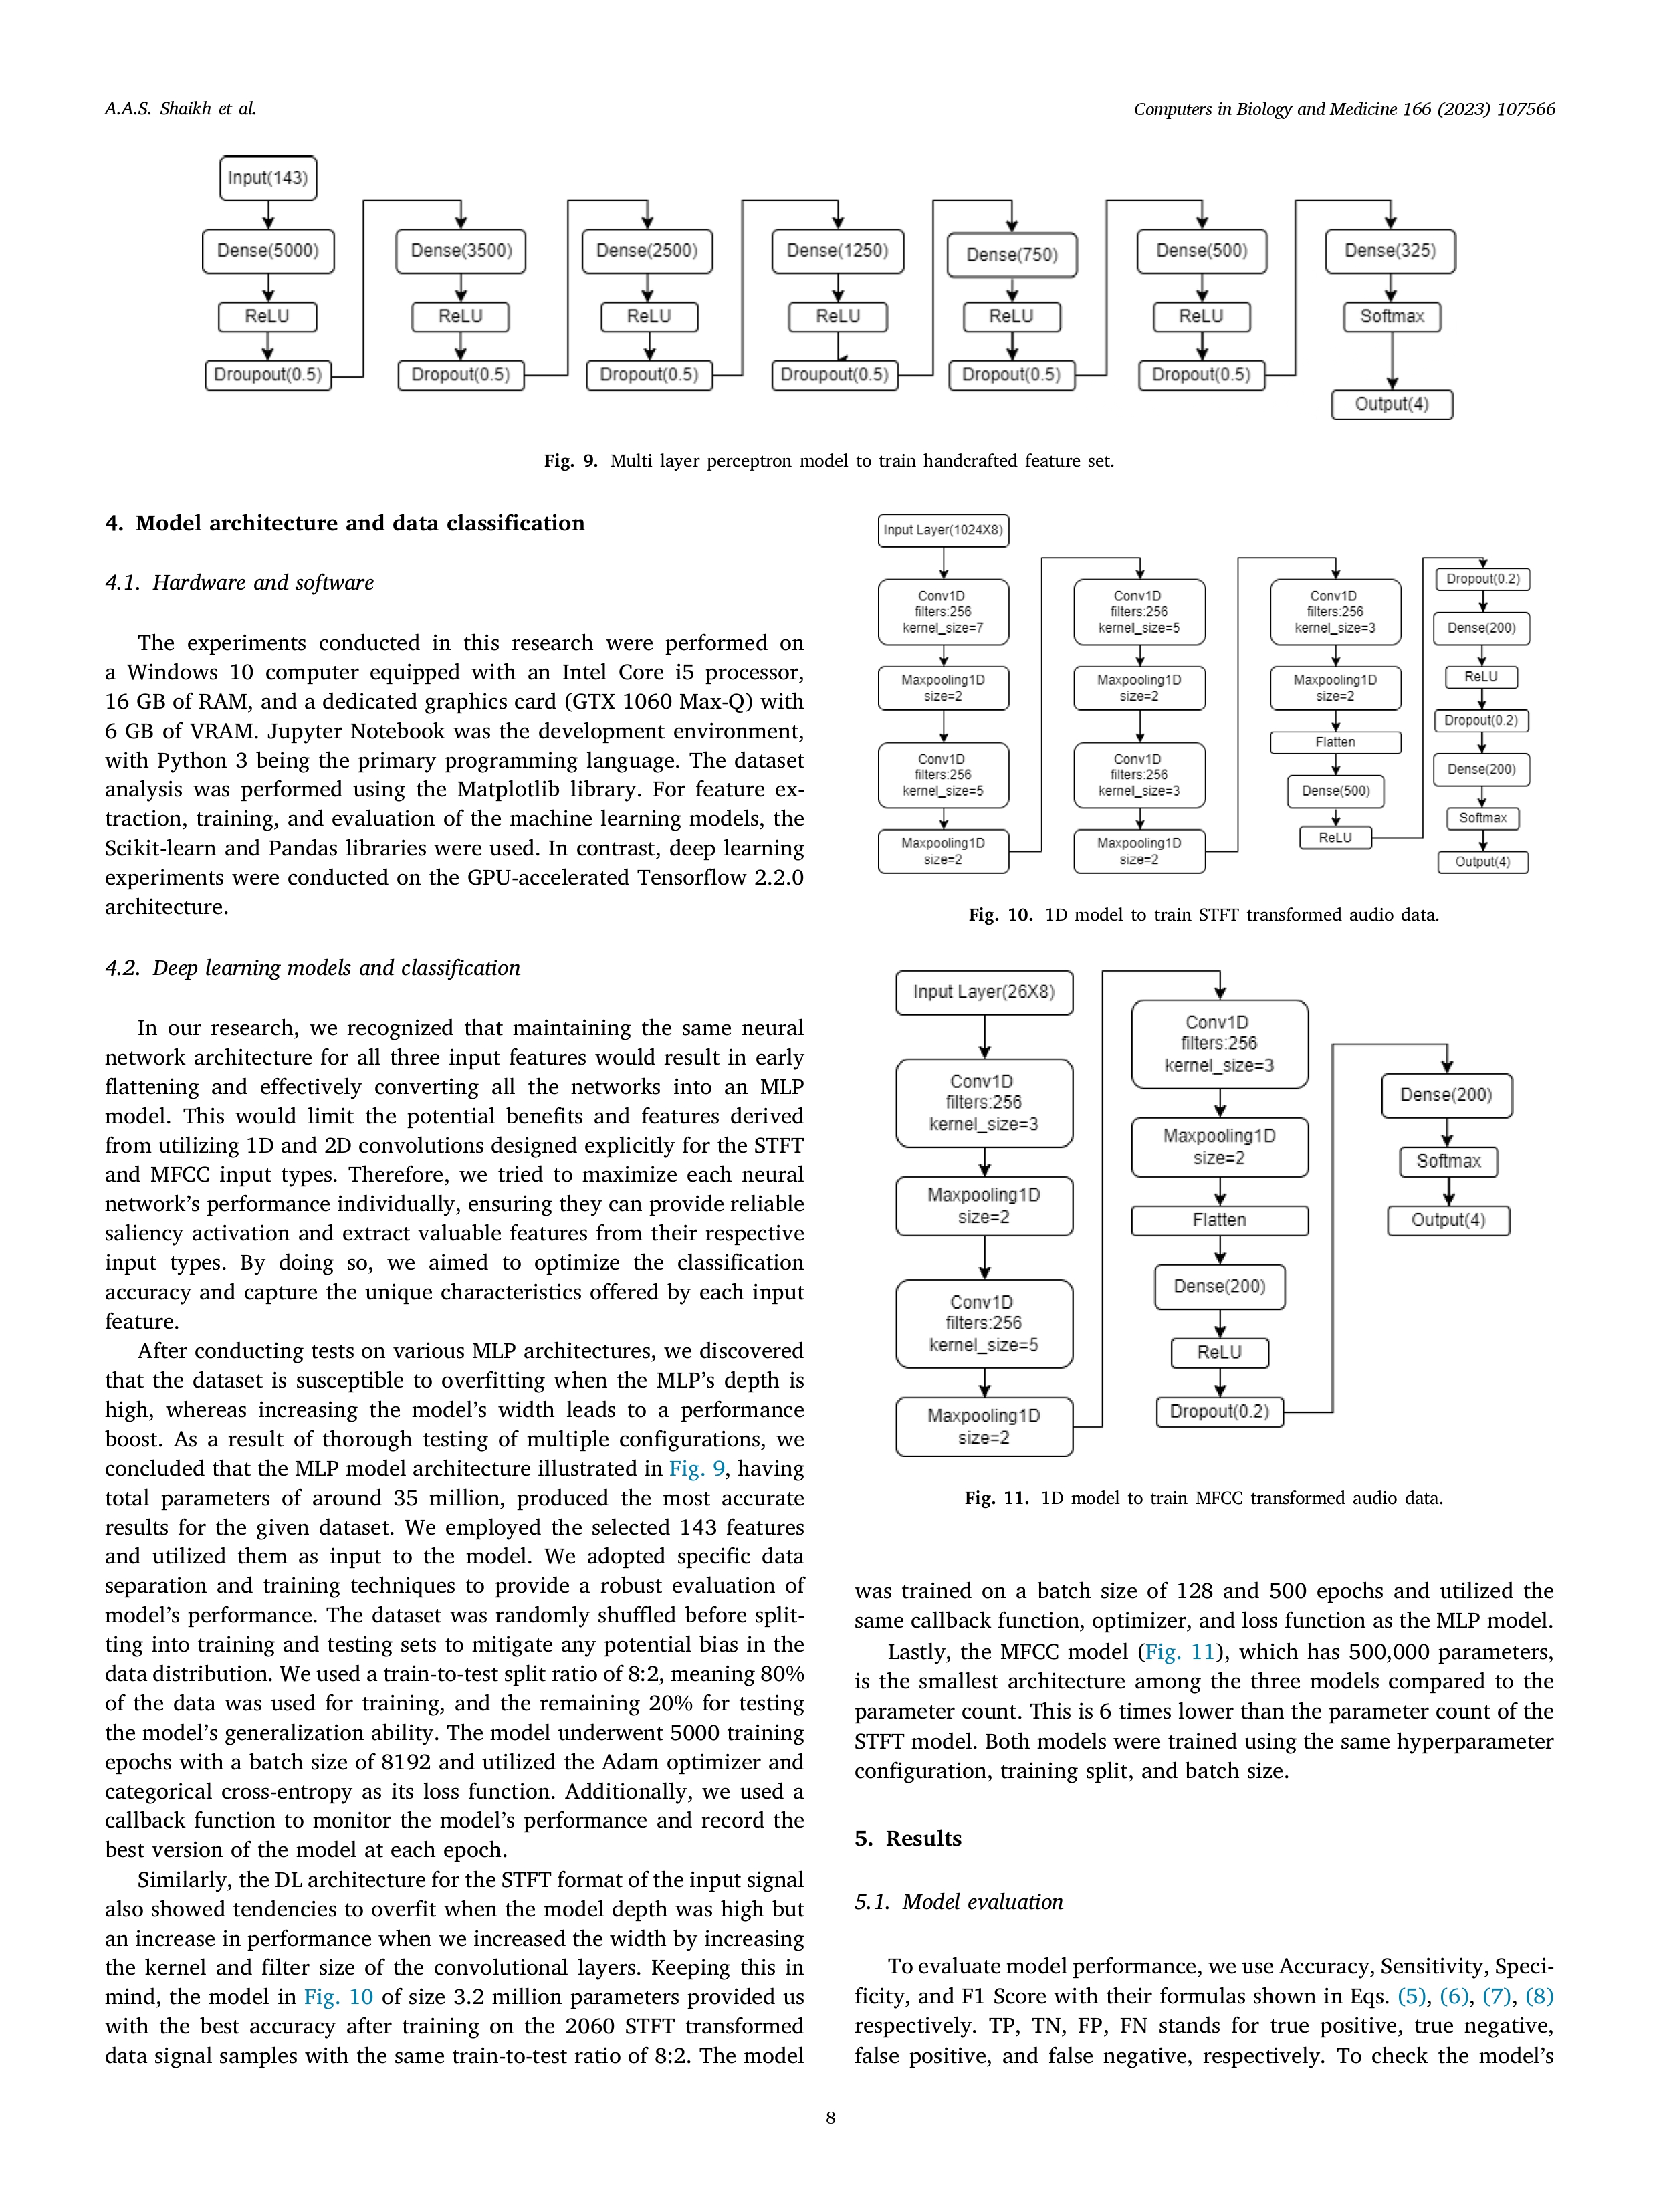 A.A.S. Shaikh et al.
Computers in Biology and Medicine 166 (2023) 107566
Input(143)
Dense(5000)
ReLU
Droupout(0.5)
Dense(3500)
ReLU
Dropout(0.5)
Dense(2500)
ReLU
Dropout(0.5)
Dense(1250)
ReLU
Droupout(0.5)
Dense(750)
ReLU
Dropout(0.5)
Dense(500)
ReLU
Dropout(0.5)
Dense(325)
Softmax
Output(4)
Fig. 9. Multi layer perceptron model to train handcrafted feature set.
4. Model architecture and data classification
4.1. Hardware and software
The experiments conducted in this research were performed on
a Windows 10 computer equipped with an Intel Core i5 processor,
16 GB of RAM, and a dedicated graphics card (GTX 1060 Max-Q) with
6 GB of VRAM. Jupyter Notebook was the development environment,
with Python 3 being the primary programming language. The dataset
analysis was performed using the Matplotlib library. For feature ex-
traction, training, and evaluation of the machine learning models, the
Scikit-learn and Pandas libraries were used. In contrast, deep learning
experiments were conducted on the GPU-accelerated Tensorflow 2.2.0
architecture.
4.2. Deep learning models and classification
In our research, we recognized that maintaining the same neural
network architecture for all three input features would result in early
flattening and effectively converting all the networks into an MLP
model. This would limit the potential benefits and features derived
from utilizing 1D and 2D convolutions designed explicitly for the STFT
and MFCC input types. Therefore, we tried to maximize each neural
network's performance individually, ensuring they can provide reliable
saliency activation and extract valuable features from their respective
input types. By doing so, we aimed to optimize the classification
accuracy and capture the unique characteristics offered by each input
feature.
After conducting tests on various MLP architectures, we discovered
that the dataset is susceptible to overfitting when the MLP's depth is
high, whereas increasing the model's width leads to a performance
boost. As a result of thorough testing of multiple configurations, we
concluded that the MLP model architecture illustrated in Fig. 9, having
total parameters of around 35 million, produced the most accurate
results for the given dataset. We employed the selected 143 features
and utilized them as input to the model. We adopted specific data
separation and training techniques to provide a robust evaluation of
model's performance. The dataset was randomly shuffled before split-
ting into training and testing sets to mitigate any potential bias in the
data distribution. We used a train-to-test split ratio of 8:2, meaning 80%
of the data was used for training, and the remaining 20% for testing
the model's generalization ability. The model underwent 5000 training
epochs with a batch size of 8192 and utilized the Adam optimizer and
categorical cross-entropy as its loss function. Additionally, we used a
callback function to monitor the model's performance and record the
best version of the model at each epoch.
Similarly, the DL architecture for the STFT format of the input signal
also showed tendencies to overfit when the model depth was high but
an increase in performance when we increased the width by increasing
the kernel and filter size of the convolutional layers. Keeping this in
mind, the model in Fig. 10 of size 3.2 million parameters provided us
with the best accuracy after training on the 2060 STFT transformed
data signal samples with the same train-to-test ratio of 8:2. The model
Input Layer(1024X8)
Conv1D
filters:256
kernel_size=7
Maxpooling1D
size=2
Conv1D
filters:256
kernel_size=5
Maxpooling1D
size=2
Conv1D
filters:256
kernel_size=5
Maxpooling1D
size=2
Conv1D
filters:256
kernel_size=3
Maxpooling1D
size=2
Conv1D
filters:256
kernel_size=3
Maxpooling1D
size=2
Flatten
Dense(500)
ReLU
Dropout(0.2)
Dense(200)
ReLU
Dropout(0.2)
Dense(200)
Softmax
Output(4)
Fig. 10. 1D model to train STFT transformed audio data.
Input Layer(26X8)
Conv1D
filters:256
kernel_size=3
Maxpooling1D
size=2
Conv1D
filters:256
kernel_size=5
Maxpooling1D
size=2
Conv1D
filters:256
kernel_size=3
Maxpooling1D
size=2
Flatten
Dense(200)
ReLU
Dropout(0.2)
Dense(200)
Softmax
Output(4)
Fig. 11. 1D model to train MFCC transformed audio data.
was trained on a batch size of 128 and 500 epochs and utilized the
same callback function, optimizer, and loss function as the MLP model.
Lastly, the MFCC model (Fig. 11), which has 500,000 parameters,
is the smallest architecture among the three models compared to the
parameter count. This is 6 times lower than the parameter count of the
STFT model. Both models were trained using the same hyperparameter
configuration, training split, and batch size.
5. Results
5.1. Model evaluation
To evaluate model performance, we use Accuracy, Sensitivity, Speci-
ficity, and F1 Score with their formulas shown in Eqs. (5), (6), (7), (8)
respectively. TP, TN, FP, FN stands for true positive, true negative,
false positive, and false negative, respectively. To check the model's
8